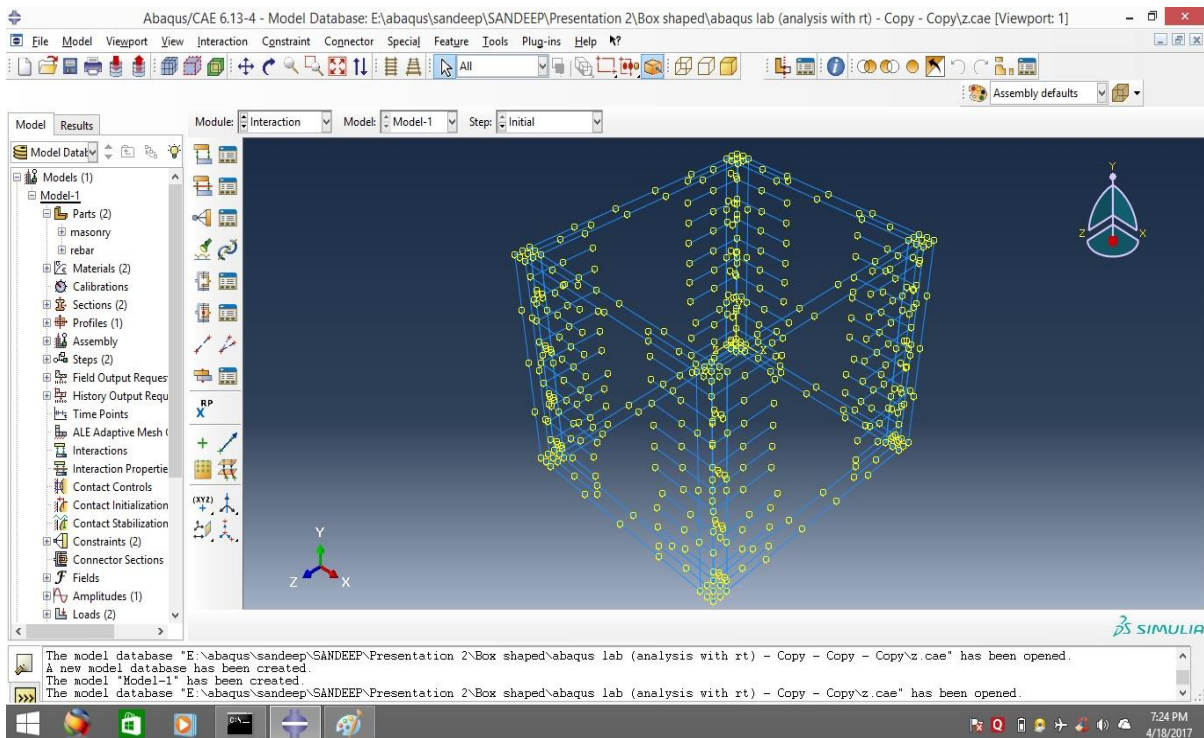 Abaqus/CAE 6.13-4 - Model Database: E:\abaqus\sandeep\SANDEEP\Presentation 2\Box shaped\abaqus lab (analysis with rt) - Copy - Copy\z.cae [Viewport: 1]
File Model Viewport View Interaction Constraint Connector Special Feature Tools Plug-ins Help
All
Assembly defaults
Model Results
Module: Interaction Model: Model-1 Step: Initial
Model Datab
Models (1)
Model-1
Parts (2)
masonry
rebar
Materials (2)
Calibrations
Sections (2)
Profiles (1)
Assembly
Steps (2)
Field Output Reques
History Output Requ
Time Points
ALE Adaptive Mesh (
Interactions
Interaction Propertie
Contact Controls
Contact Initialization
Contact Stabilization
Constraints (2)
Connector Sections
Fields
Amplitudes (1)
Loads (2)
RP
(XYZ)
Y
Z X
Z X
Y
Z X
SIMULIA
The model database "E:\abaqus\sandeep\SANDEEP\Presentation 2\Box shaped\abaqus lab (analysis with rt) - Copy - Copy - Copy\z.cae" has been opened.
A new model database has been created.
The model "Model-1" has been created.
The model database "E:\abaqus\sandeep\SANDEEP\Presentation 2\Box shaped\abaqus lab (analysis with rt) - Copy - Copy\z.cae" has been opened.
7:24 PM
4/18/2017